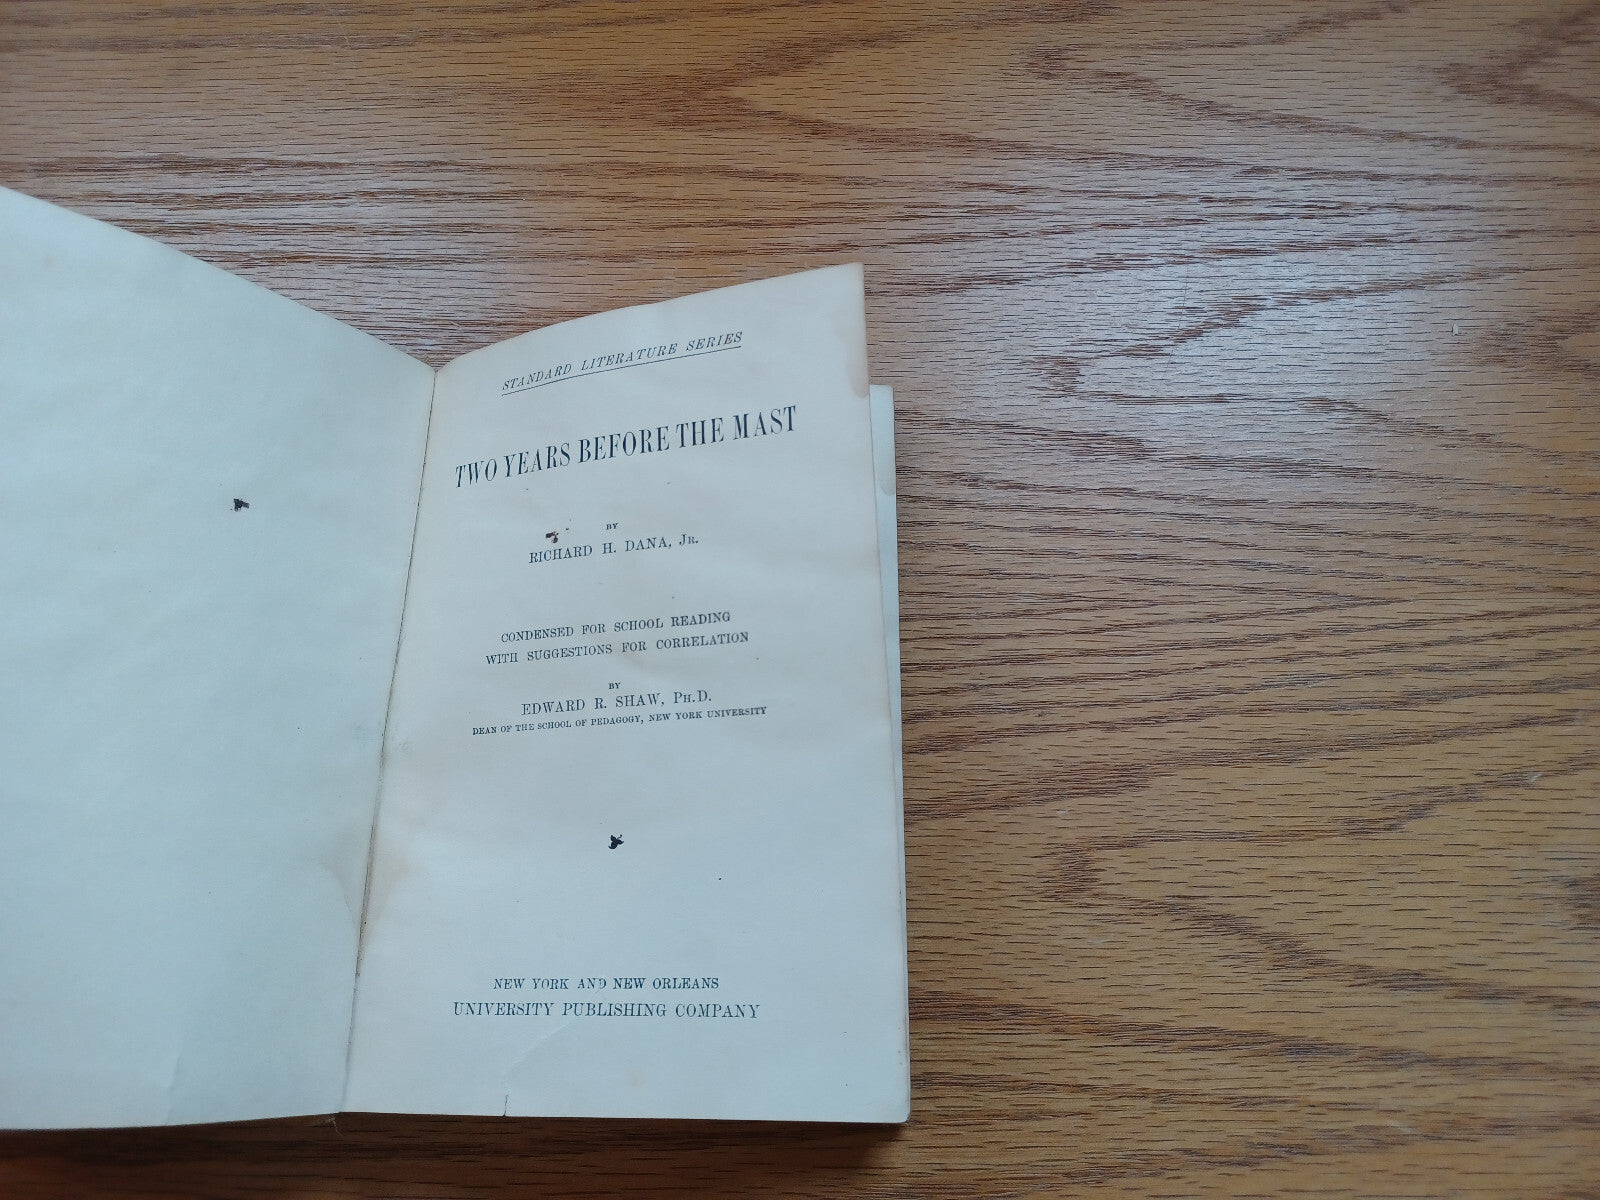 STANDARD LITERATURE SERIES
TWO YEARS BEFORE THE MAST
BY
RICHARD H. DANA, JR.
CONDENSED FOR SCHOOL READING
WITH SUGGESTIONS FOR CORRELATION
BY
EDWARD R. SHAW, PH.D.
DEAN OF THE SCHOOL OF PEDAGOGY, NEW YORK UNIVERSITY
NEW YORK AND NEW ORLEANS
UNIVERSITY PUBLISHING COMPANY